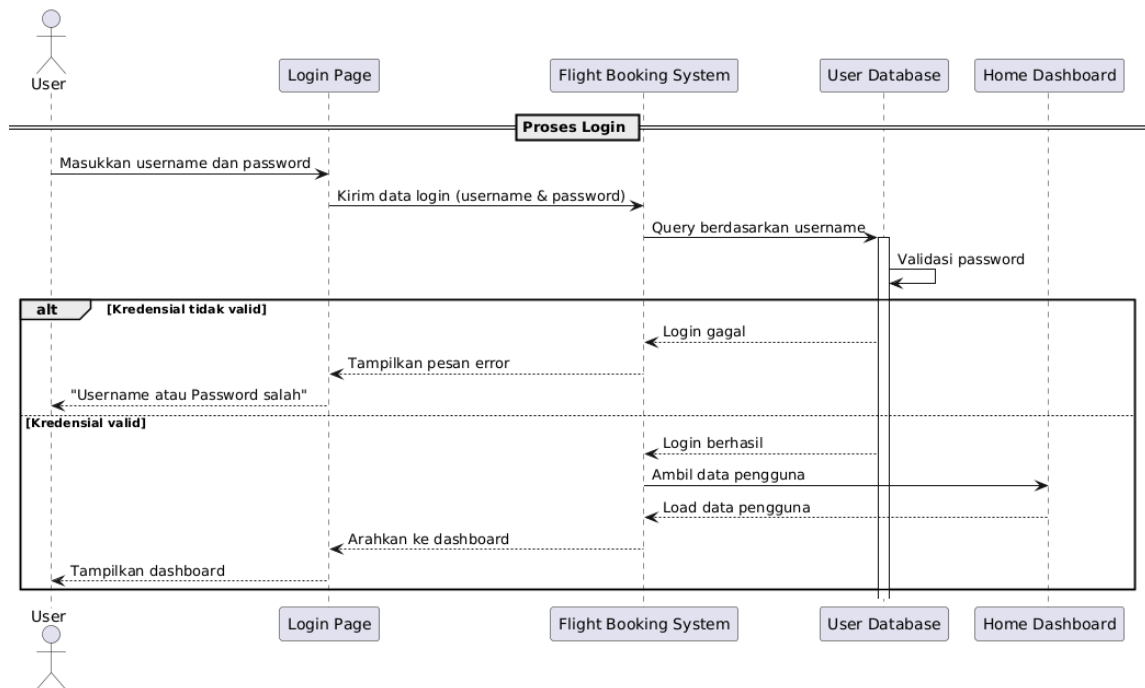 User
Login Page
Flight Booking System
User Database
Home Dashboard
Proses Login
Masukkan username dan password
Kirim data login (username & password)
Query berdasarkan username
Validasi password
alt
[Kredensial tidak valid]
Login gagal
Tampilkan pesan error
"Username atau Password salah"
[Kredensial valid]
Login berhasil
Ambil data pengguna
Load data pengguna
Arahkan ke dashboard
Tampilkan dashboard
User
Login Page
Flight Booking System
User Database
Home Dashboard